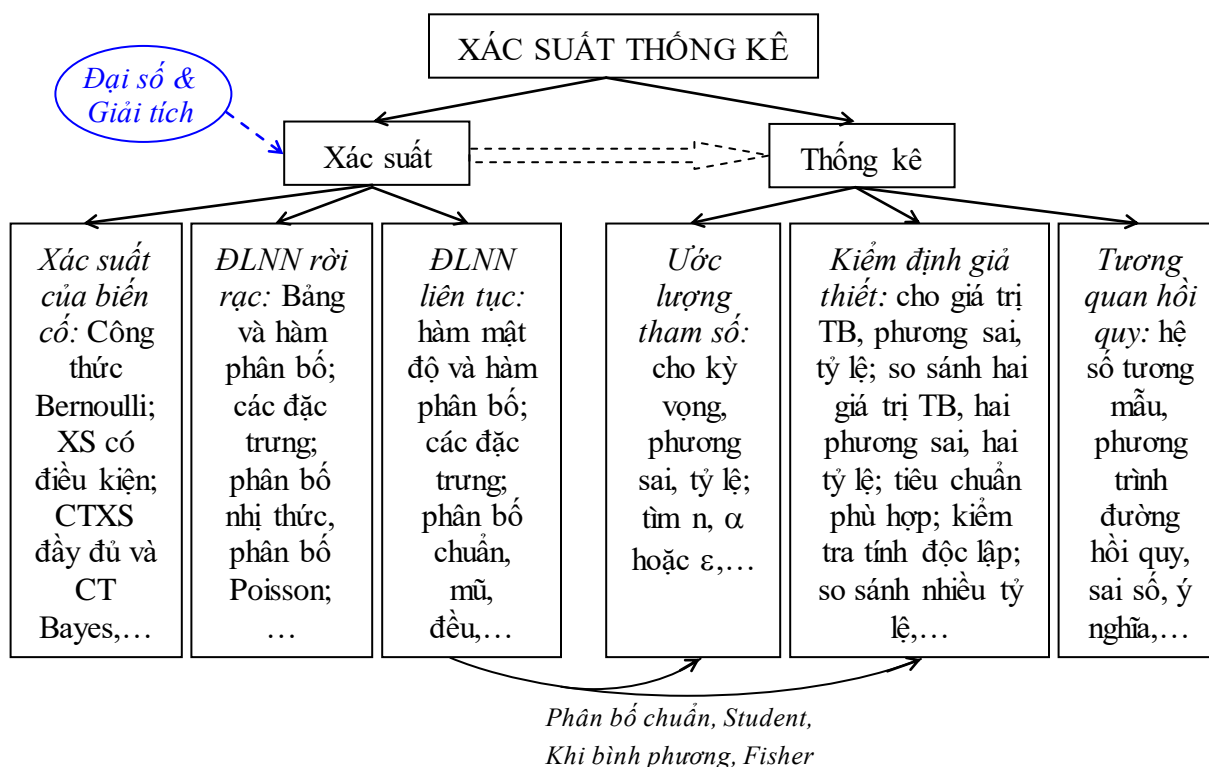 XÁC SUẤT THỐNG KÊ
Đại số &
Giải tích
Xác suất
Thống kê
Xác suất
của biến
cố: Công
thức
Bernoulli;
XS có
điều kiện;
CTXS
đầy đủ và
CT
Bayes,…
ĐLNN rời
rạc: Bảng
và hàm
phân bố;
các đặc
trưng;
phân bố
nhị thức,
phân bố
Poisson;
…
ĐLNN
liên tục:
hàm mật
độ và hàm
phân bố;
các đặc
trưng;
phân bố
chuẩn,
mũ,
đều,…
Ước
lượng
tham số:
cho kỳ
vọng,
phương
sai, tỷ lệ;
tìm n, α
hoặc ε,…
Kiểm định giả
thiết: cho giá trị
TB, phương sai,
tỷ lệ; so sánh hai
giá trị TB, hai
phương sai, hai
tỷ lệ; tiêu chuẩn
phù hợp; kiểm
tra tính độc lập;
so sánh nhiều tỷ
lệ,…
Tương
quan hồi
quy: hệ
số tương
mẫu,
phương
trình
đường
hồi quy,
sai số, ý
nghĩa,…
Phân bố chuẩn, Student,
Khi bình phương, Fisher